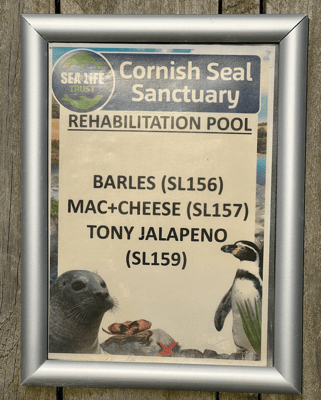 SEA LIFE
TRUST
Cornish Seal
Sanctuary
REHABILITATION POOL
BARLES (SL156)
MAC+CHEESE (SL157)
TONY JALAPENO
(SL159)